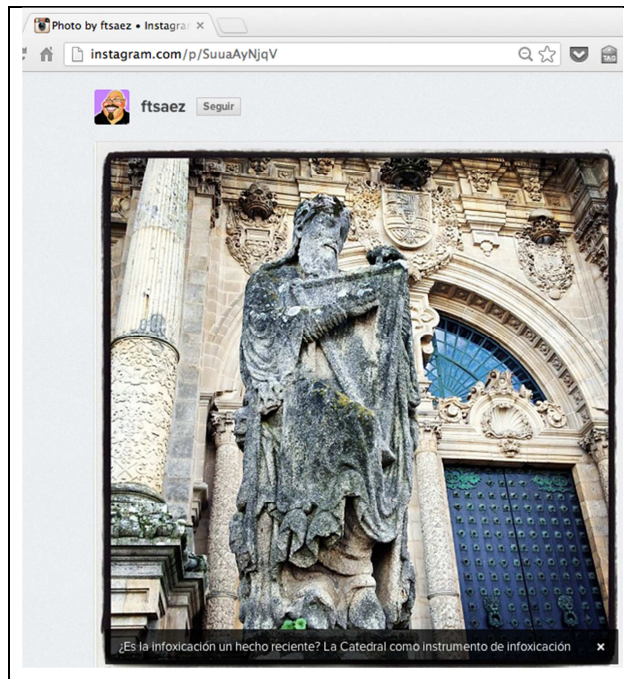 Photo by ftsaez • Instagra
instagram.com/p/SuuaAyNjqV
TAG
ftsaez
Seguir
¿Es la infoxicación un hecho reciente? La Catedral como instrumento de infoxicación